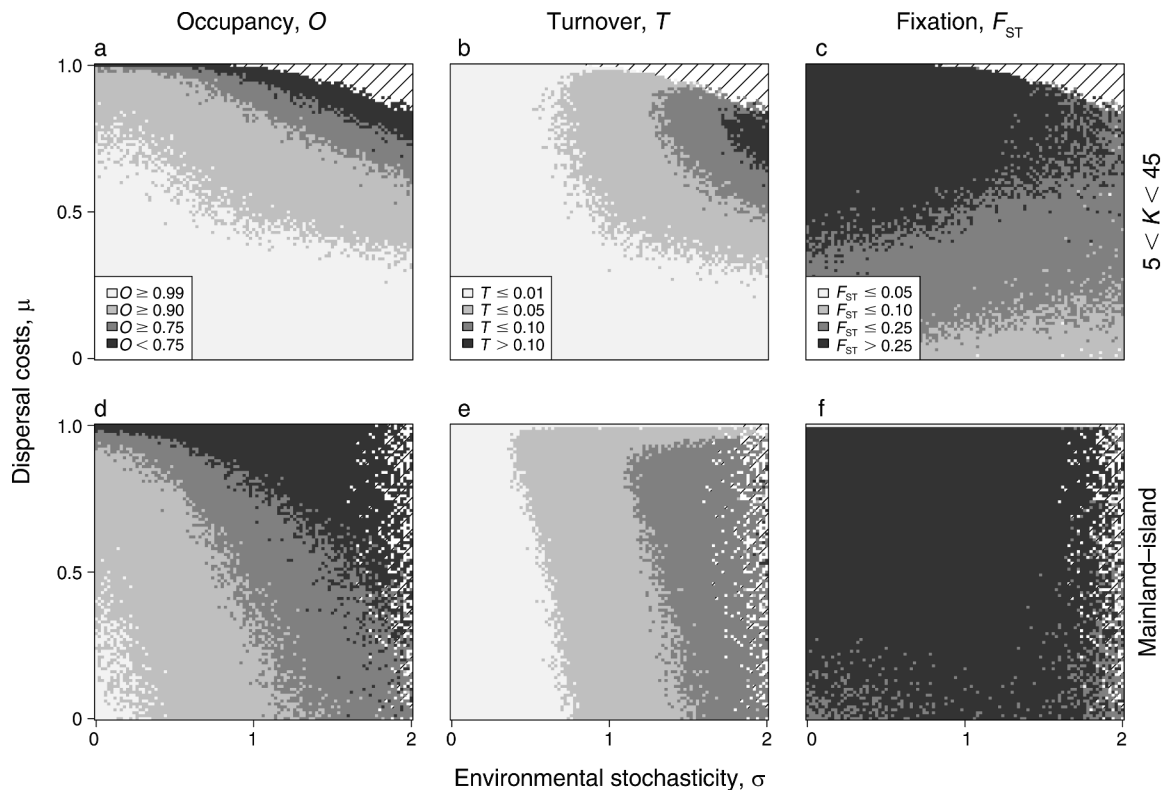 Occupancy, O
Turnover, T
Fixation, FST
a
b
c
1.0
0.5
0
O ≥ 0.99
O ≥ 0.90
O ≥ 0.75
O < 0.75
T ≤ 0.01
T ≤ 0.05
T ≤ 0.10
T > 0.10
FST ≤ 0.05
FST ≤ 0.10
FST ≤ 0.25
FST > 0.25
5 < K < 45
Dispersal costs, μ
d
e
f
1.0
0.5
0
Mainland–island
0
1
2
0
1
2
0
1
2
Environmental stochasticity, σ